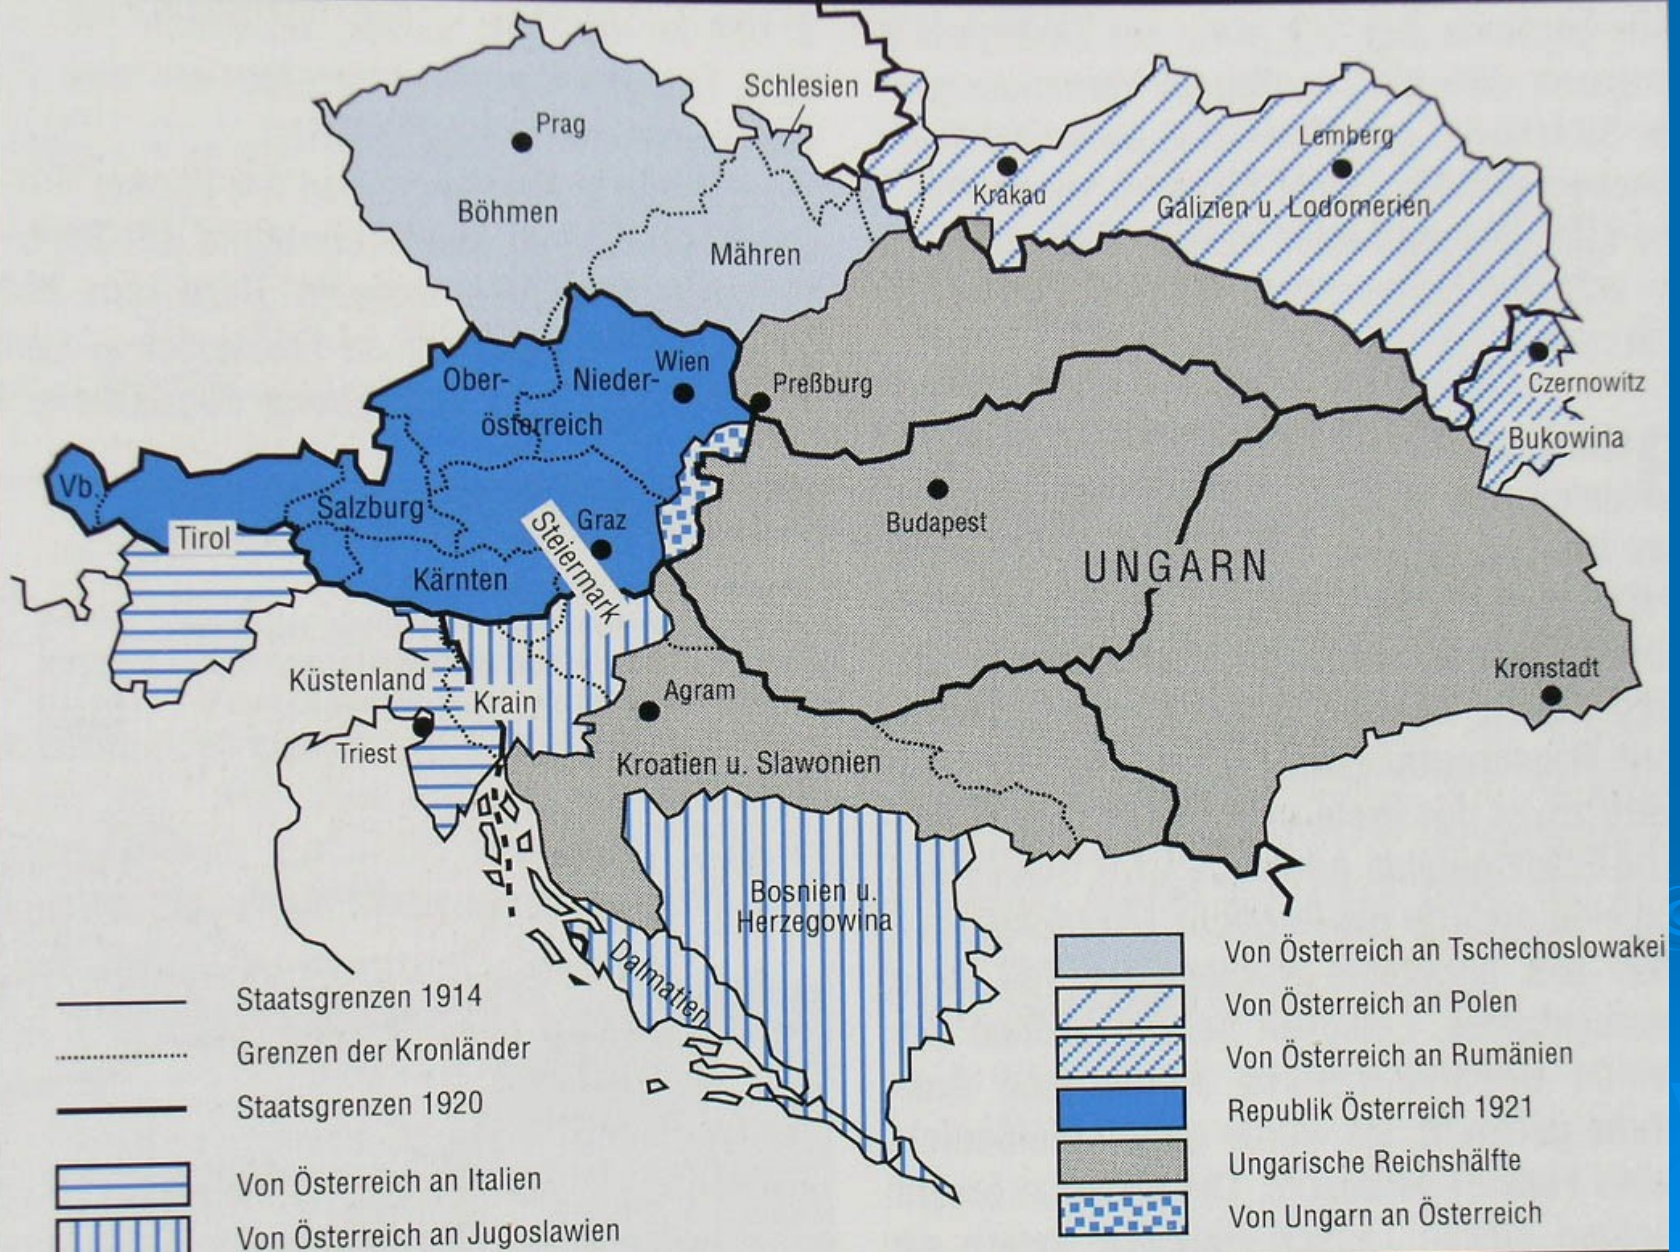 Schlesien
Prag
Lemberg
Krakau
Böhmen
Galizien u. Lodomerien
Mähren
Wien
Ober-
Nieder-
österreich
Preßburg
Czernowitz
Bukowina
Vb.
Salzburg
Graz
Budapest
Tirol
Steiermark
Kärnten
UNGARN
Küstenland
Krain
Agram
Kronstadt
Triest
Kroatien u. Slawonien
Bosnien u.
Herzegowina
Dalmatien
Staatsgrenzen 1914
Grenzen der Kronländer
Staatsgrenzen 1920
Von Österreich an Italien
Von Österreich an Jugoslawien
Von Österreich an Tschechoslowakei
Von Österreich an Polen
Von Österreich an Rumänien
Republik Österreich 1921
Ungarische Reichshälfte
Von Ungarn an Österreich